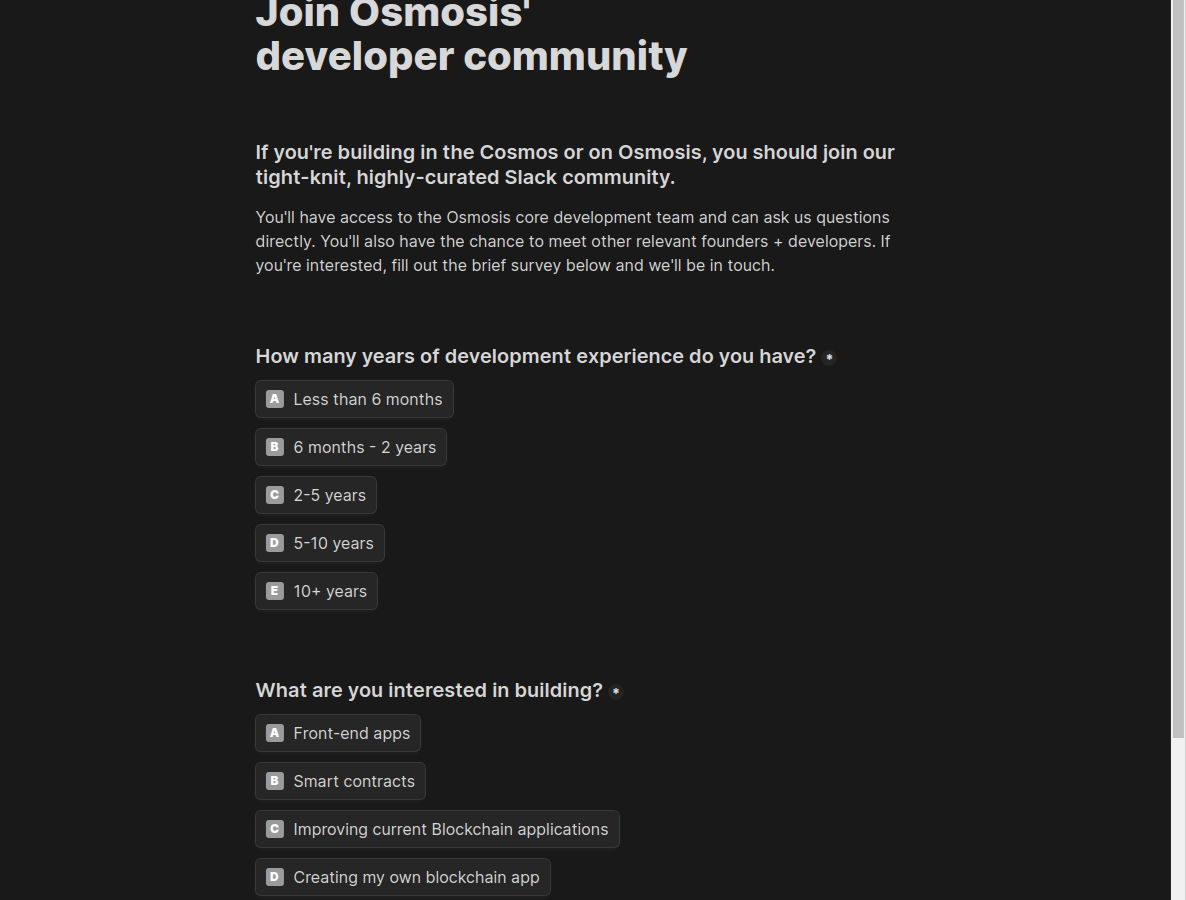 Join Osmosis'
developer community
If you're building in the Cosmos or on Osmosis, you should join our
tight-knit, highly-curated Slack community.
You'll have access to the Osmosis core development team and can ask us questions
directly. You'll also have the chance to meet other relevant founders + developers. If
you're interested, fill out the brief survey below and we'll be in touch.
How many years of development experience do you have? *
A Less than 6 months
B 6 months - 2 years
C 2-5 years
D 5-10 years
E 10+ years
What are you interested in building? *
A Front-end apps
B Smart contracts
C Improving current Blockchain applications
D Creating my own blockchain app